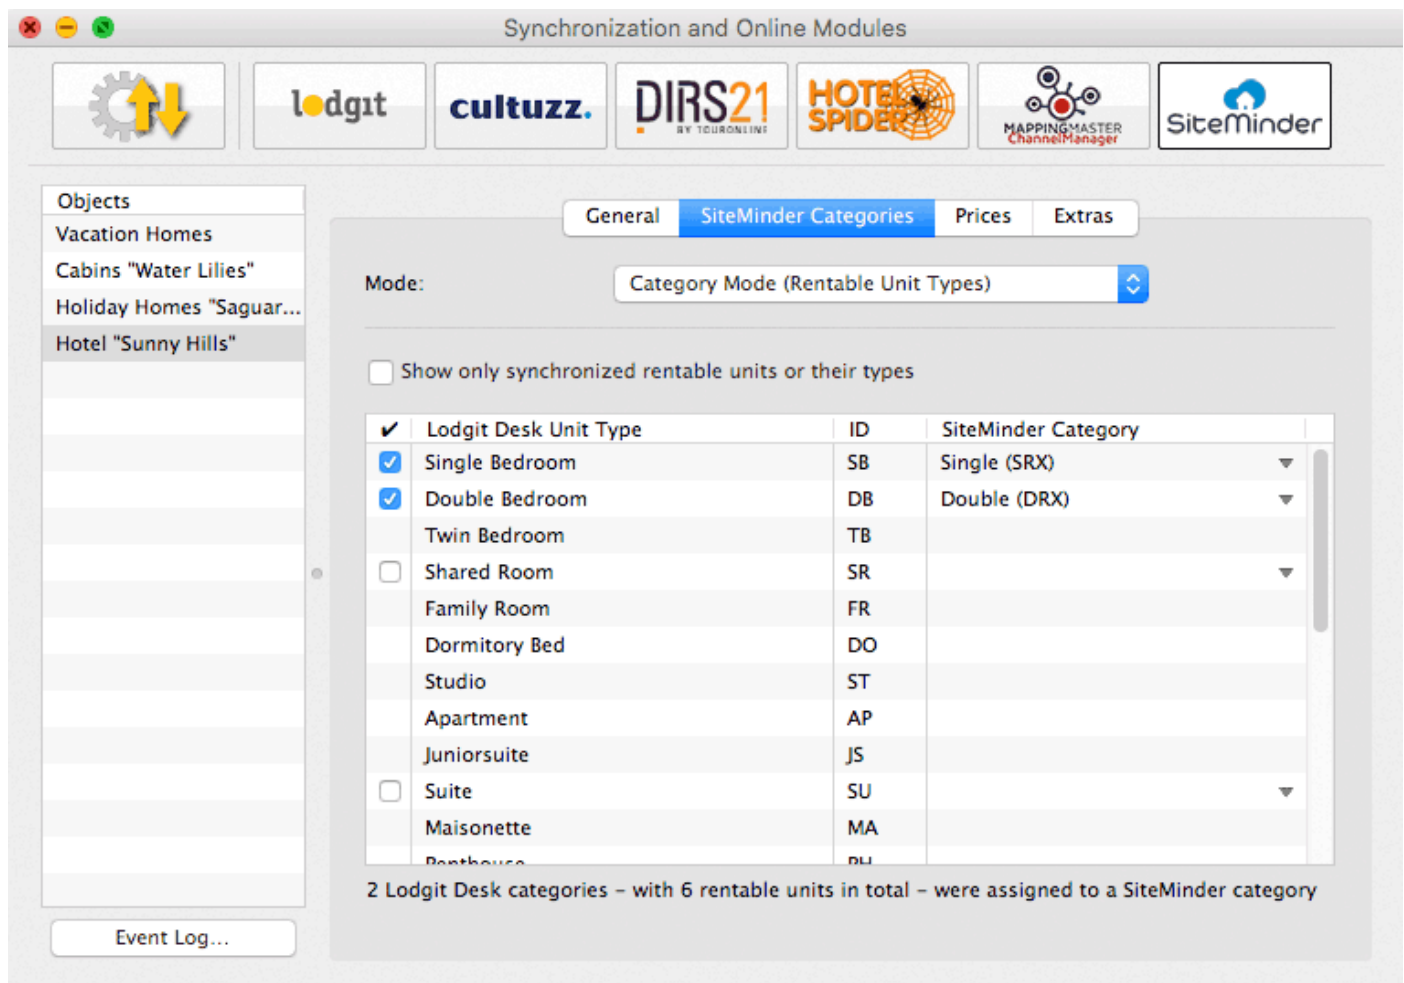 Synchronization and Online Modules
lodgit
cultuzz.
DIRS21
BY TOURONLINE
HOTEL
SPIDER
MAPPINGMASTER
ChannelManager
SiteMinder
Objects
Vacation Homes
Cabins "Water Lilies"
Holiday Homes "Saguar...
Hotel "Sunny Hills"
Event Log...
General SiteMinder Categories Prices Extras
Mode: Category Mode (Rentable Unit Types)
Show only synchronized rentable units or their types
✔ Lodgit Desk Unit Type ID SiteMinder Category
Single Bedroom SB Single (SRX)
Double Bedroom DB Double (DRX)
Twin Bedroom TB
Shared Room SR
Family Room FR
Dormitory Bed DO
Studio ST
Apartment AP
Juniorsuite JS
Suite SU
Maisonette MA
Penthouse PH
2 Lodgit Desk categories – with 6 rentable units in total – were assigned to a SiteMinder category